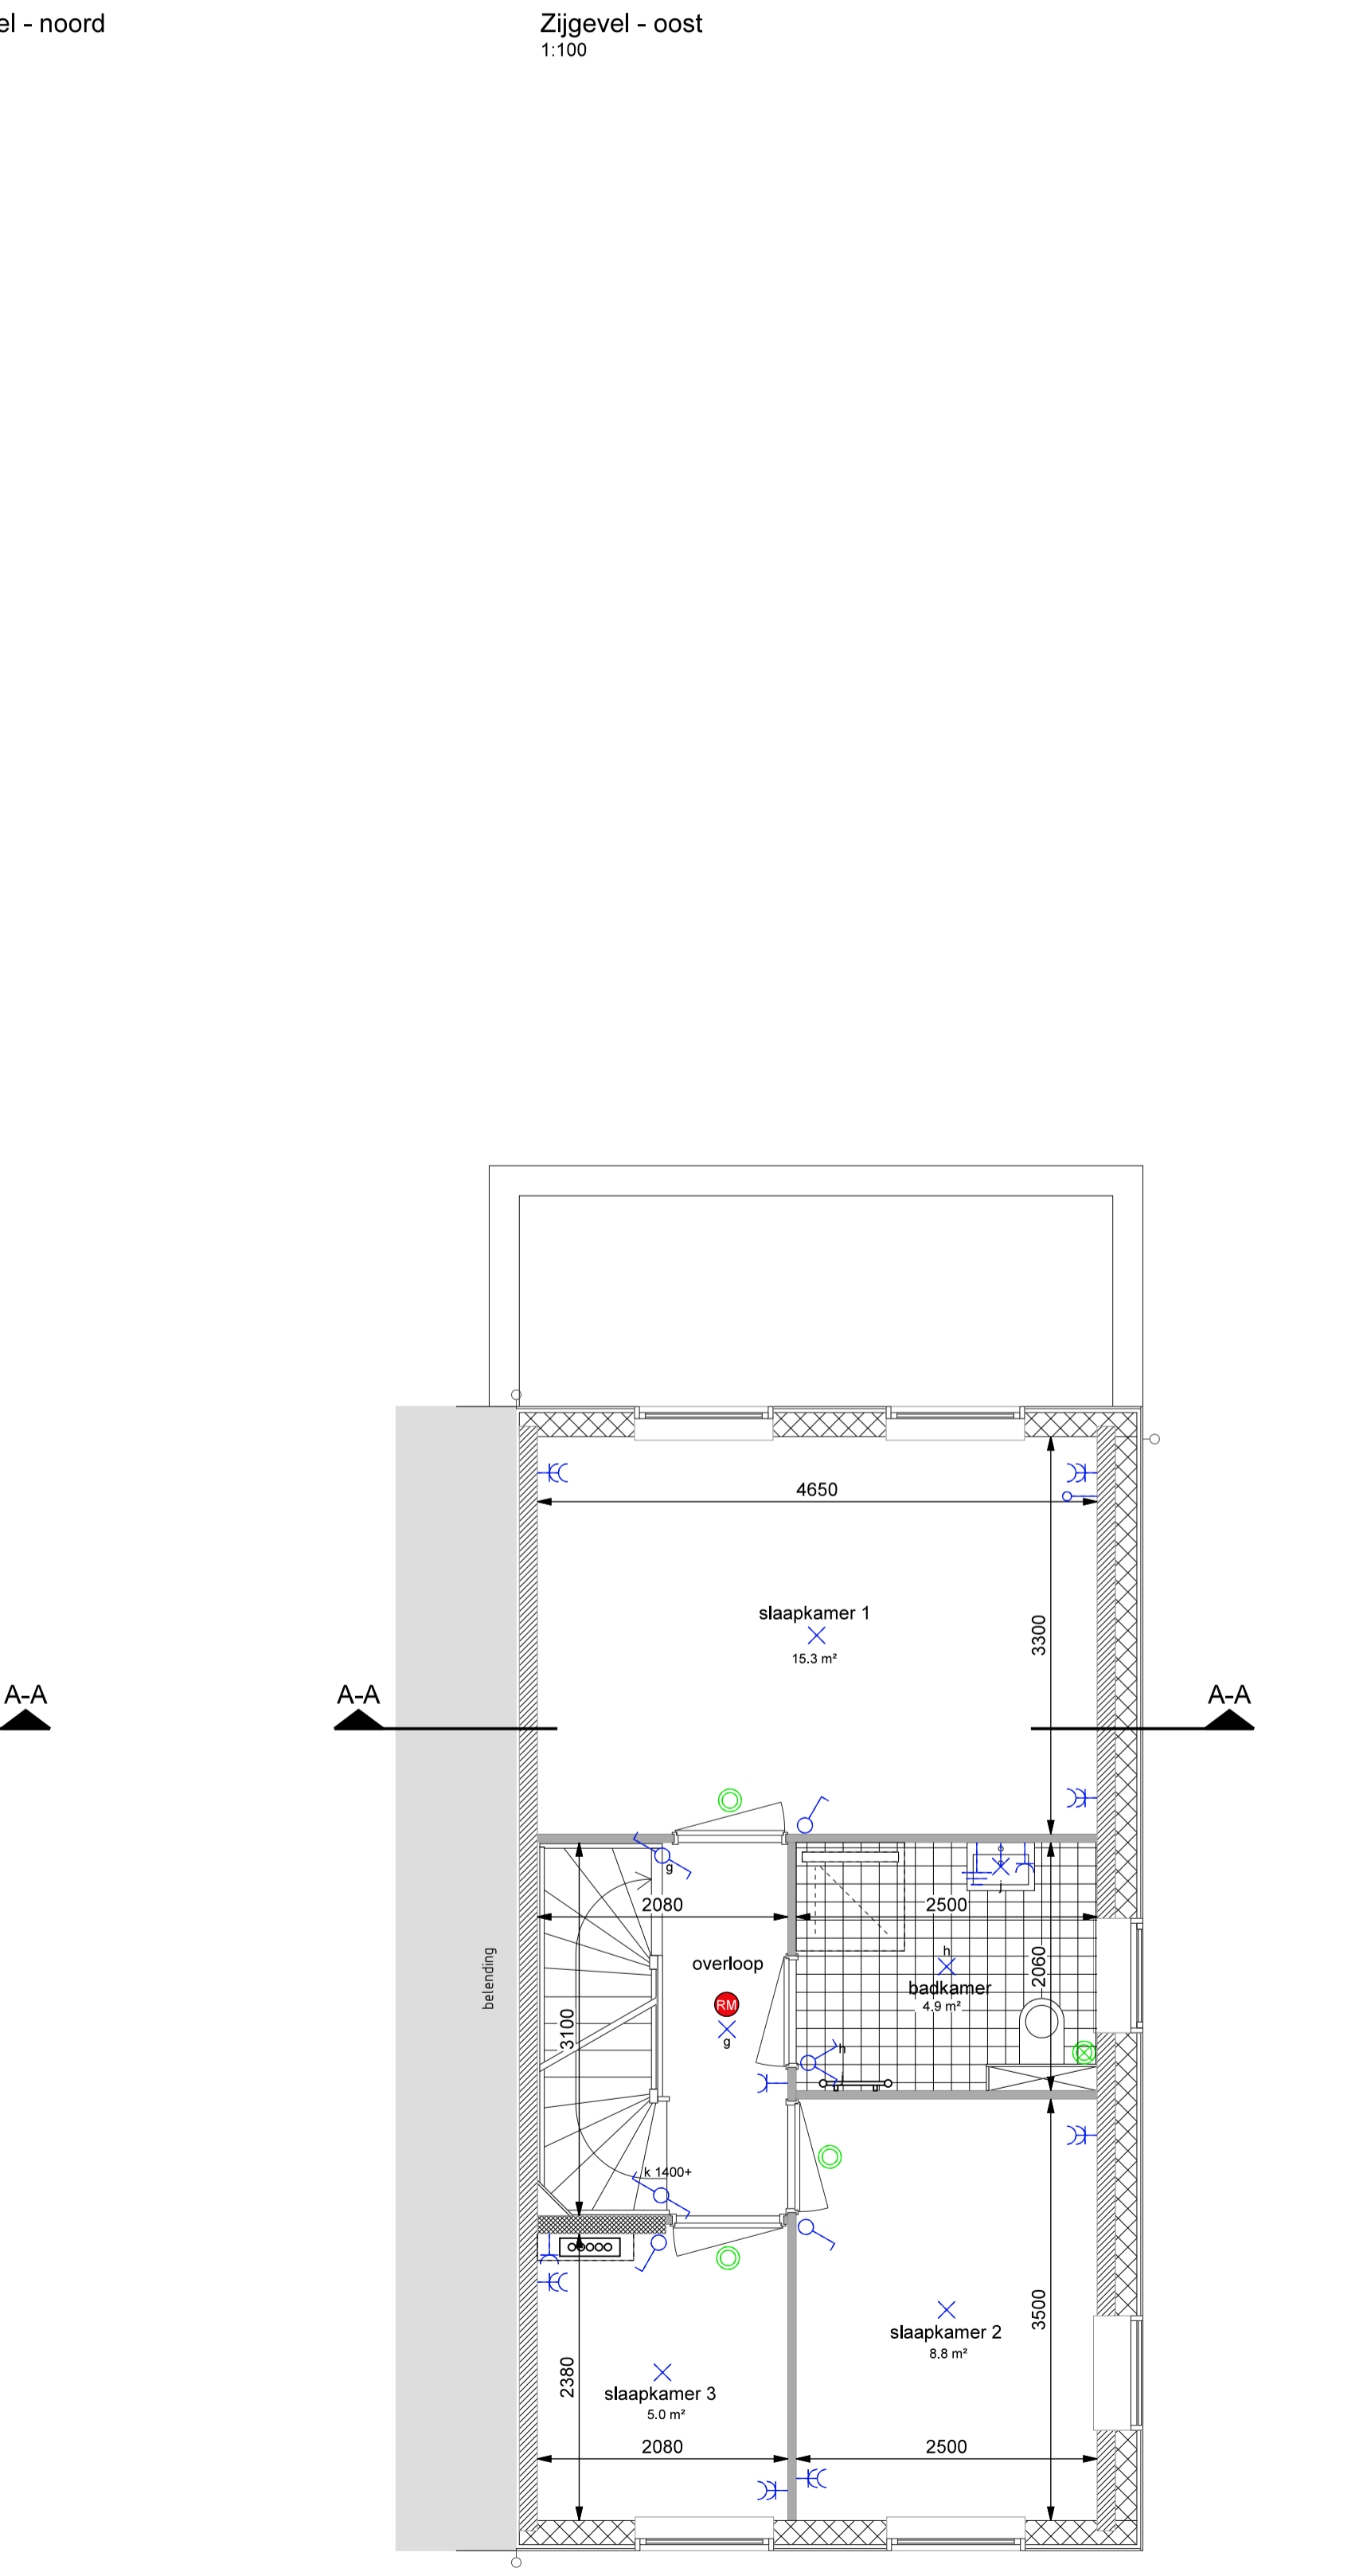 el - noord
Zijgevel - oost
1:100
4650
slaapkamer 1
15.3 m²
3300
A-A
A-A
A-A
g
j
2080
2500
h
overloop
badkamer
4.9 m²
2060
belending
RM
g
3100
h
j
k 1400+
3500
slaapkamer 2
8.8 m²
2380
slaapkamer 3
5.0 m²
2080
2500